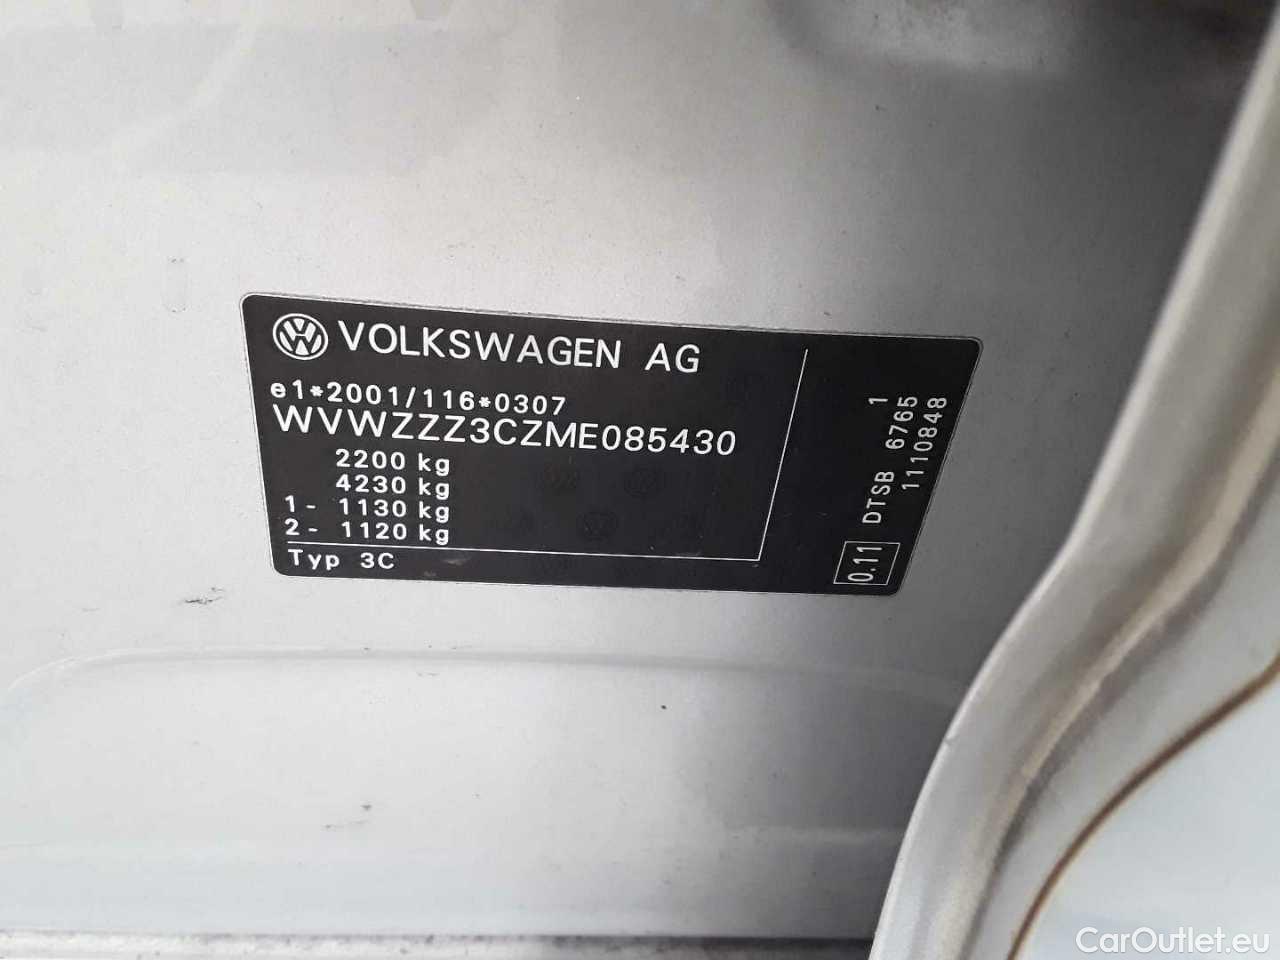 VOLKSWAGEN AG
e1*2001/116*0307
WVWZZZ3CZME085430
2200 kg
4230 kg
1 - 1130 kg
2 - 1120 kg
Typ 3C
0.11 DTSB 6765 1
1110848
CarOutlet.eu